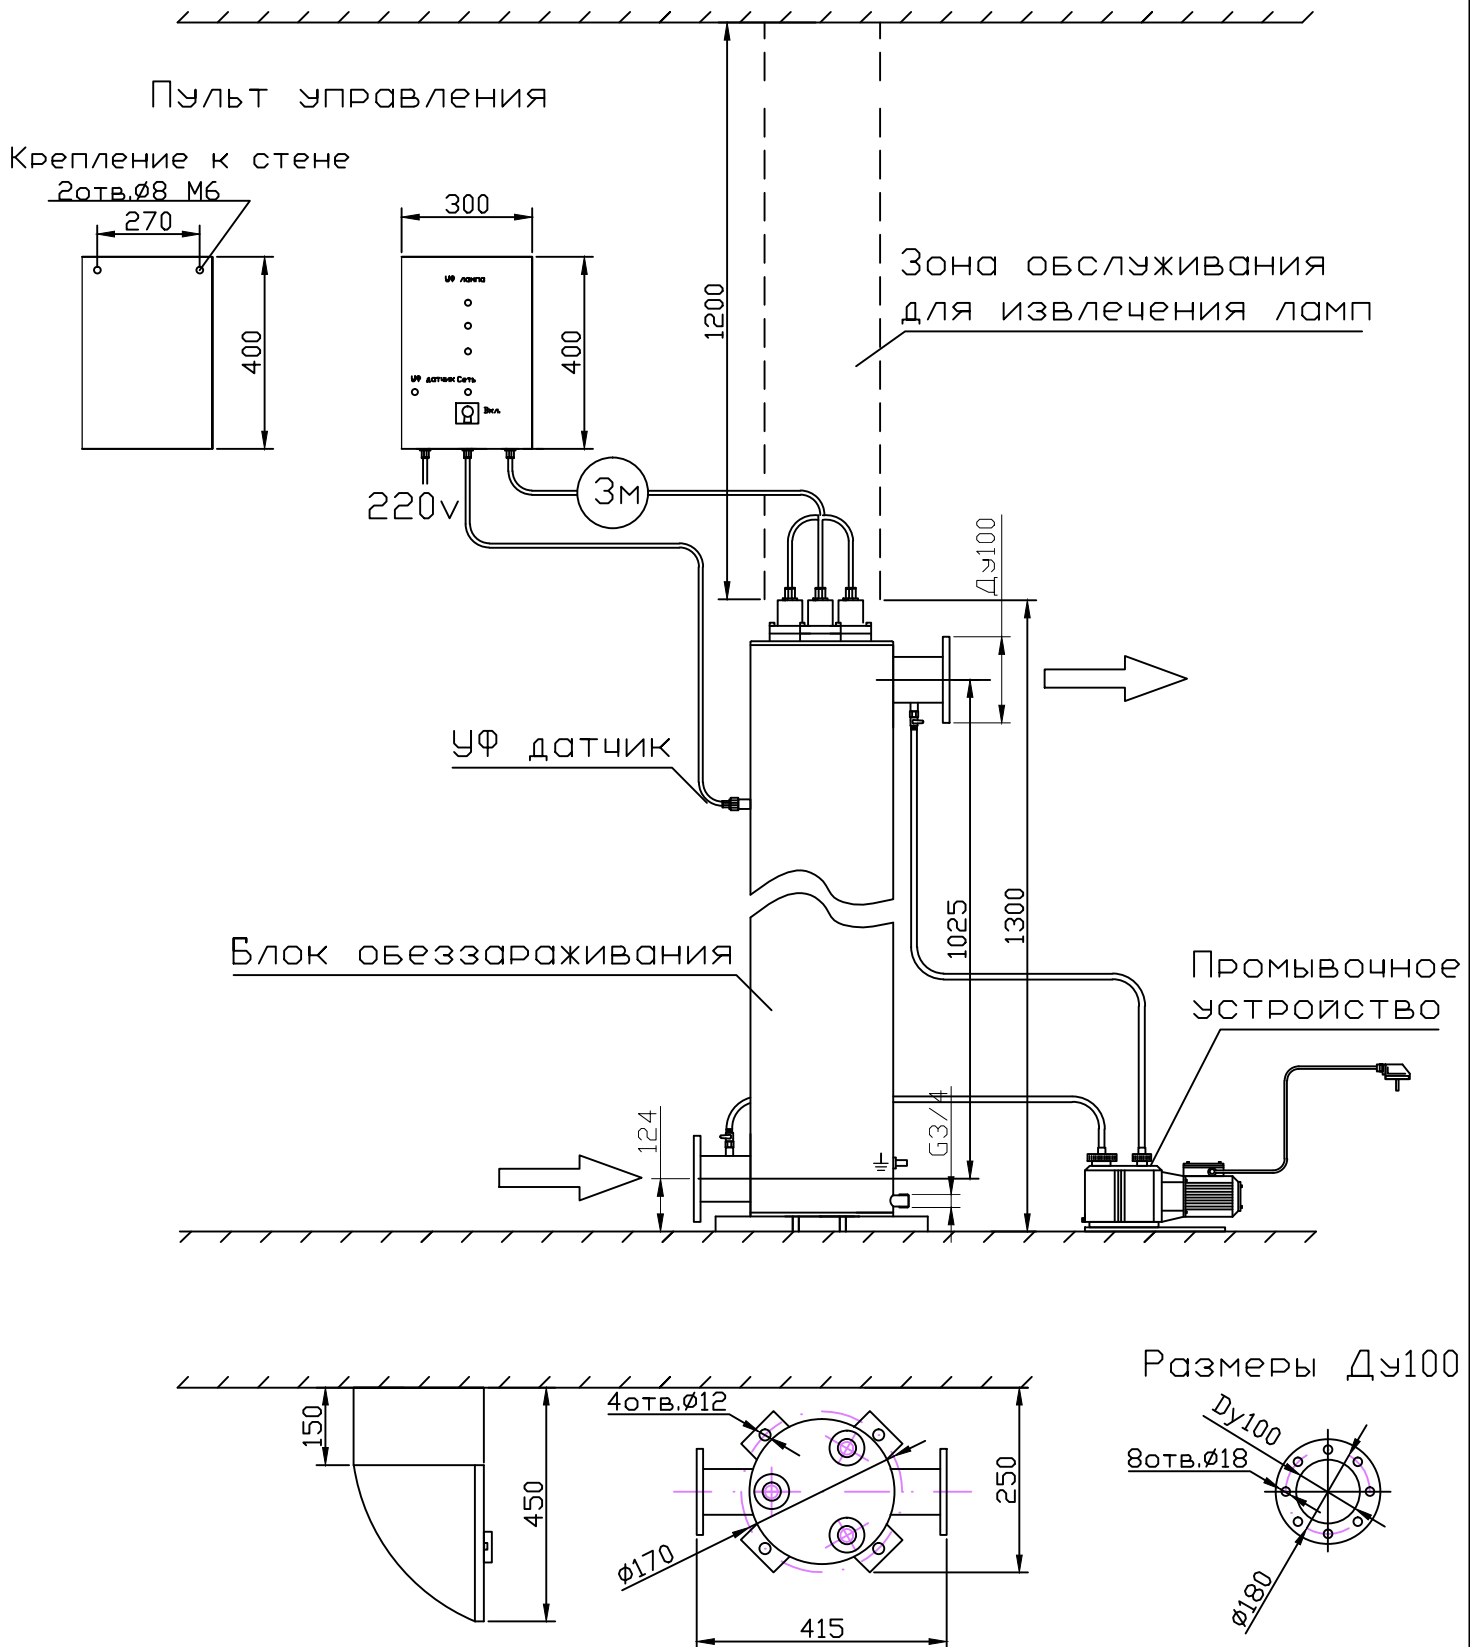 Пульт управления
Крепление к стене
2отв.Ø8 М6
270
300
400
УФ лампа
УФ датчик Сеть
Вкл.
400
220v
3м
1200
Зона обслуживания
для извлечения ламп
Ду100
УФ датчик
1025
1300
Блок обеззараживания
Промывочное
устройство
124
G3/4
150
450
4отв.Ø12
Ø170
415
250
Размеры Ду100
Dy100
8отв.Ø18
Ø180